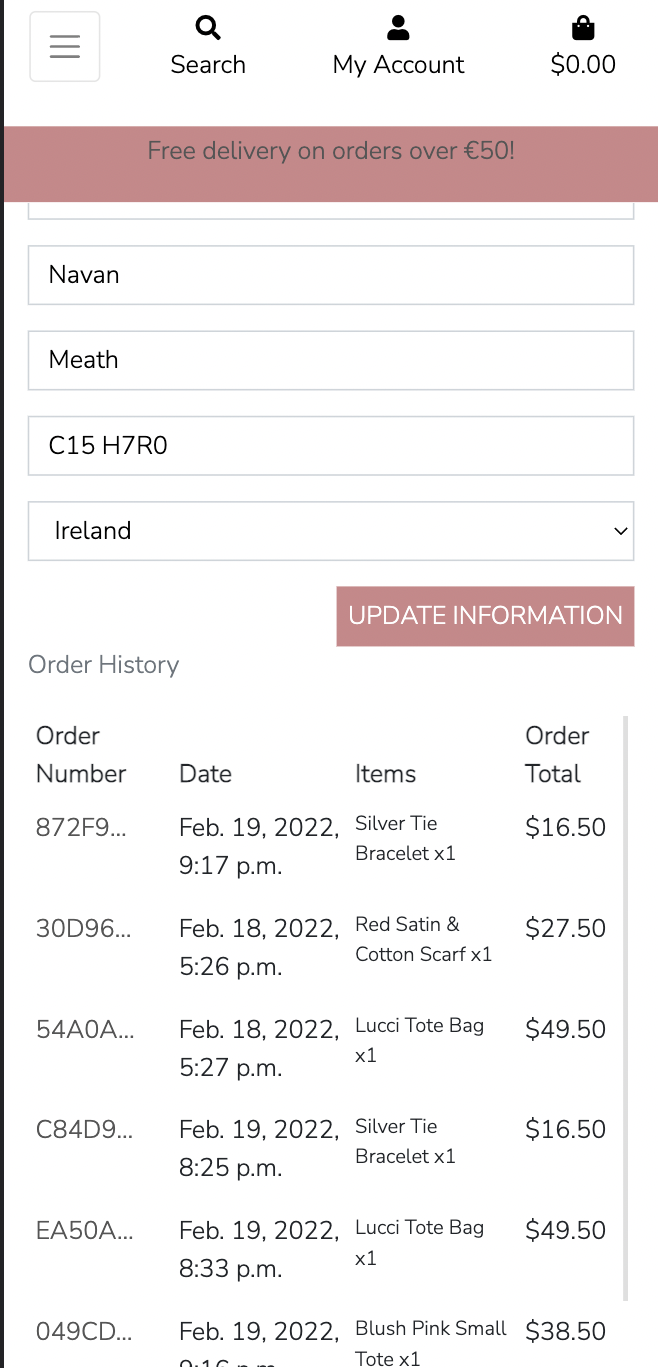 Search
My Account
$0.00
Free delivery on orders over €50!
Navan
Meath
C15 H7R0
Ireland
UPDATE INFORMATION
Order History
Order
Number
Date
Items
Order
Total
872F9...
Feb. 19, 2022,
9:17 p.m.
Silver Tie
Bracelet x1
$16.50
30D96...
Feb. 18, 2022,
5:26 p.m.
Red Satin &
Cotton Scarf x1
$27.50
54A0A...
Feb. 18, 2022,
5:27 p.m.
Lucci Tote Bag
x1
$49.50
C84D9...
Feb. 19, 2022,
8:25 p.m.
Silver Tie
Bracelet x1
$16.50
EA50A...
Feb. 19, 2022,
8:33 p.m.
Lucci Tote Bag
x1
$49.50
049CD...
Feb. 19, 2022,
9:16 p.m.
Blush Pink Small
Tote x1
$38.50